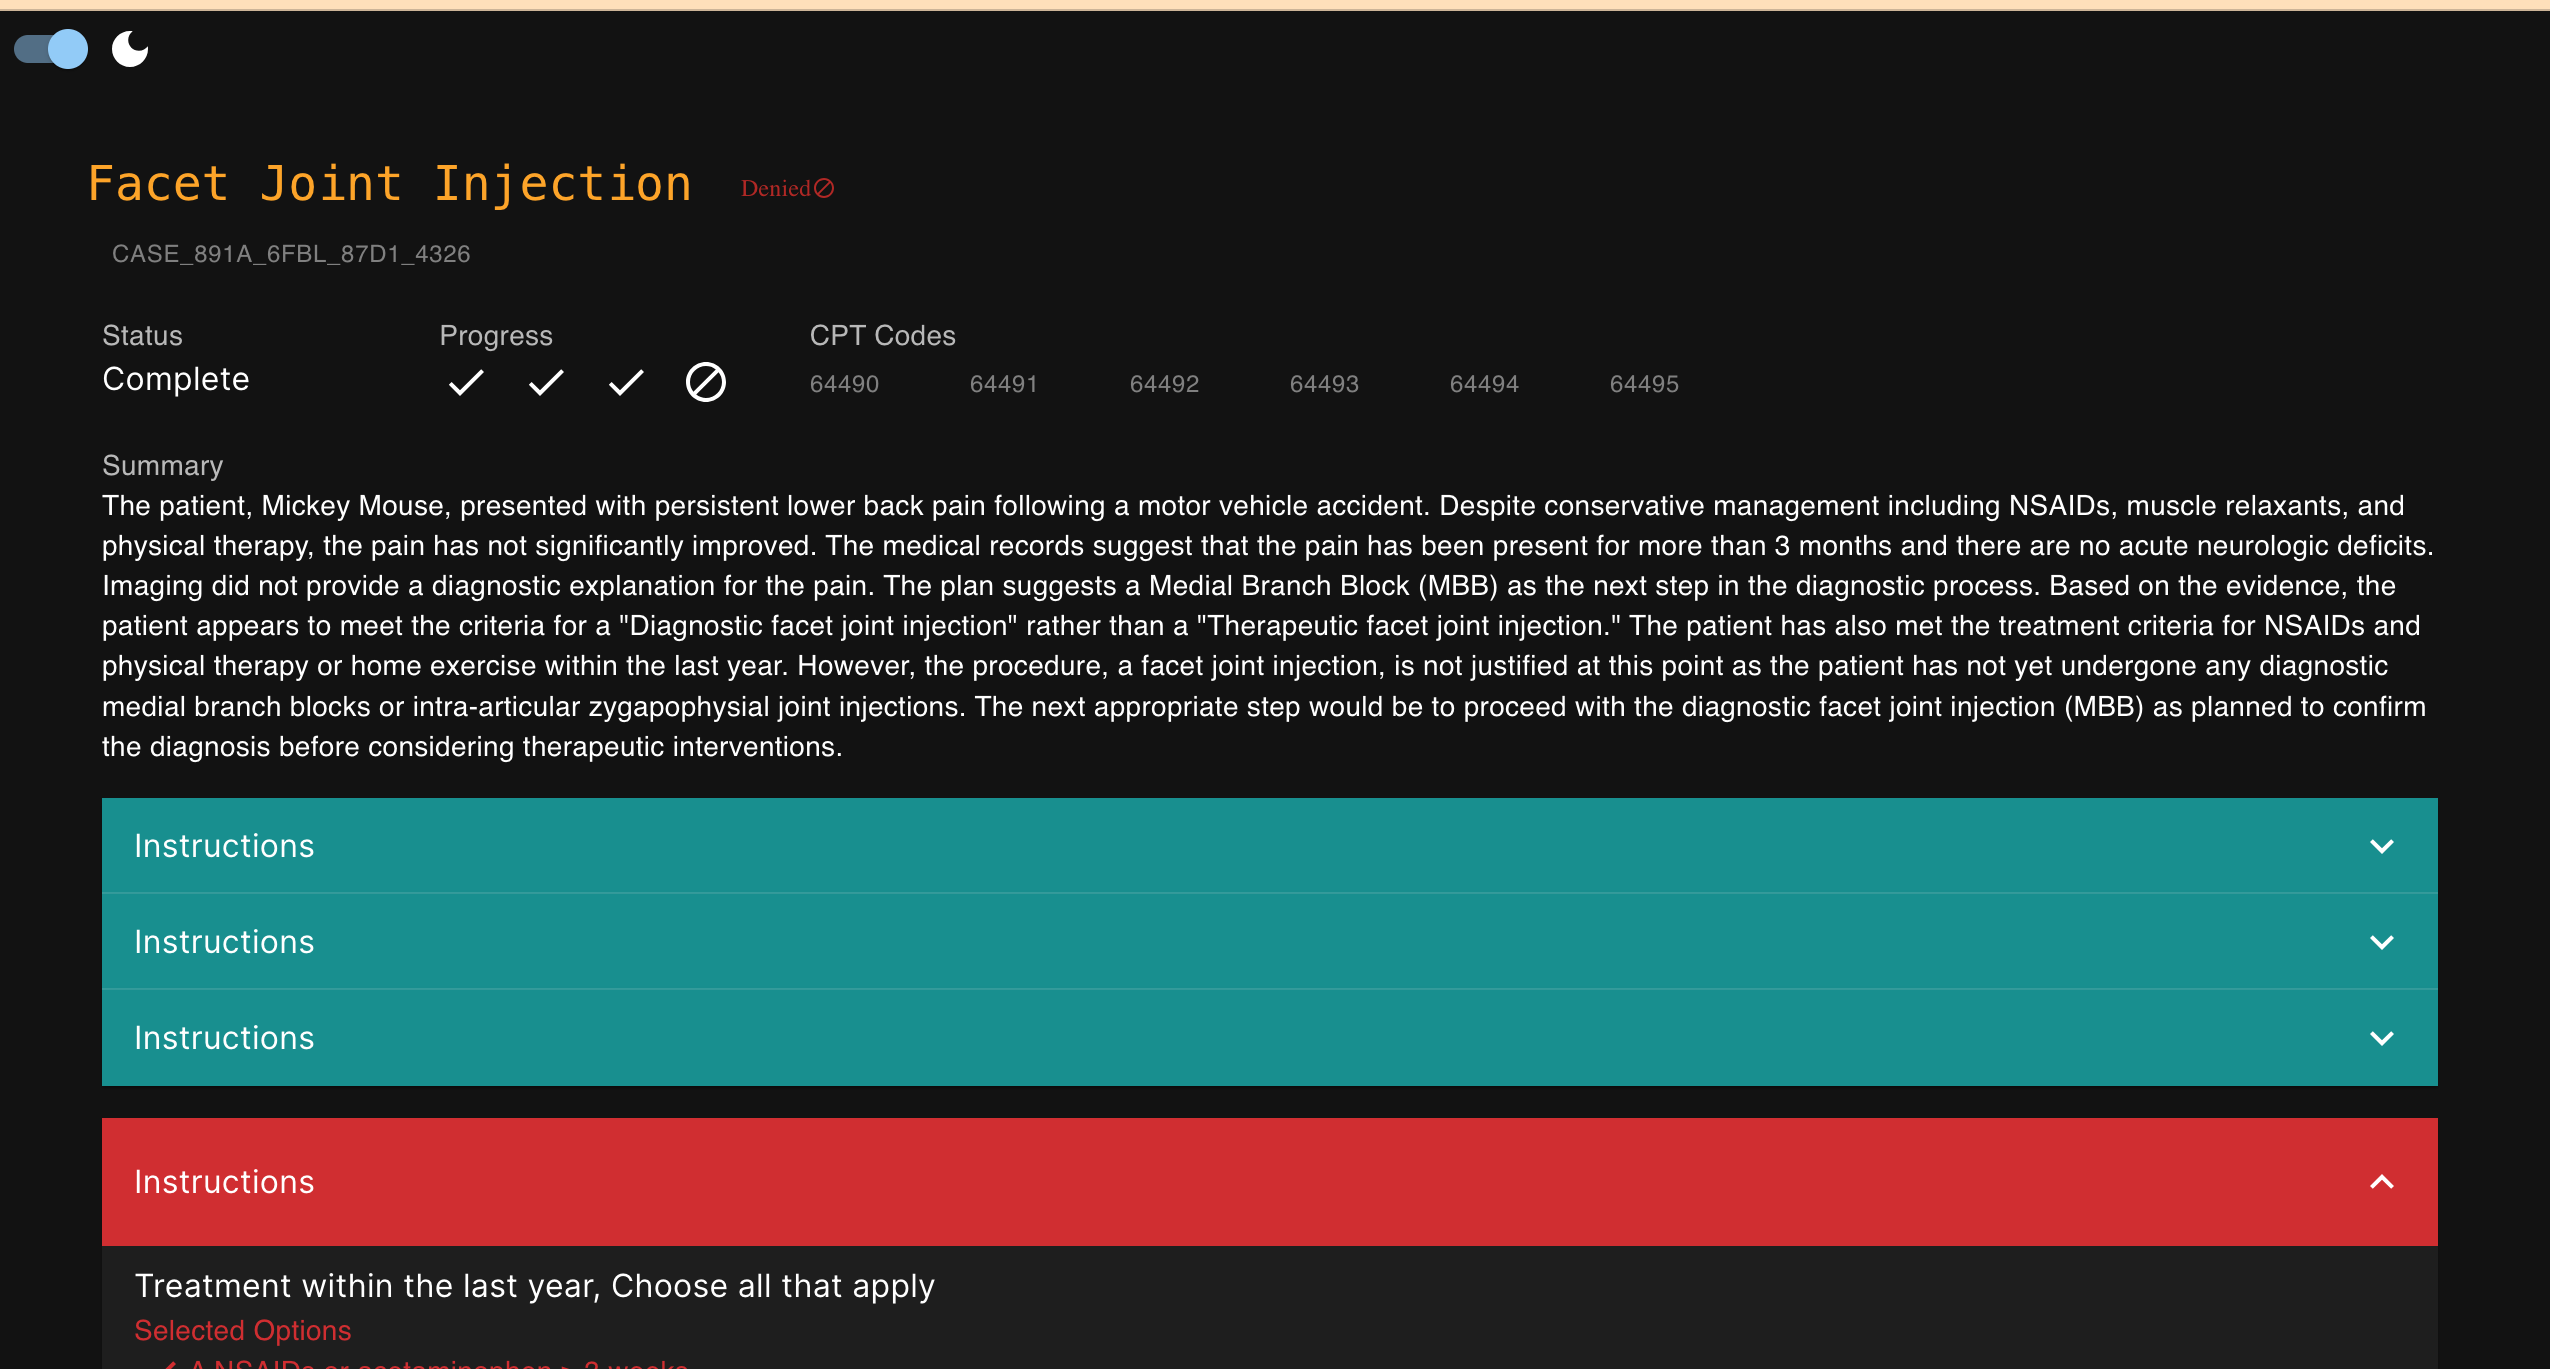 Facet Joint Injection Denied
CASE_891A_6FBL_87D1_4326
Status Progress CPT Codes
Complete 64490 64491 64492 64493 64494 64495
Summary
The patient, Mickey Mouse, presented with persistent lower back pain following a motor vehicle accident. Despite conservative management including NSAIDs, muscle relaxants, and
physical therapy, the pain has not significantly improved. The medical records suggest that the pain has been present for more than 3 months and there are no acute neurologic deficits.
Imaging did not provide a diagnostic explanation for the pain. The plan suggests a Medial Branch Block (MBB) as the next step in the diagnostic process. Based on the evidence, the
patient appears to meet the criteria for a "Diagnostic facet joint injection" rather than a "Therapeutic facet joint injection." The patient has also met the treatment criteria for NSAIDs and
physical therapy or home exercise within the last year. However, the procedure, a facet joint injection, is not justified at this point as the patient has not yet undergone any diagnostic
medial branch blocks or intra-articular zygapophysial joint injections. The next appropriate step would be to proceed with the diagnostic facet joint injection (MBB) as planned to confirm
the diagnosis before considering therapeutic interventions.
Instructions
Instructions
Instructions
Instructions
Treatment within the last year, Choose all that apply
Selected Options
A NSAIDs or acetaminophen > 3 weeks